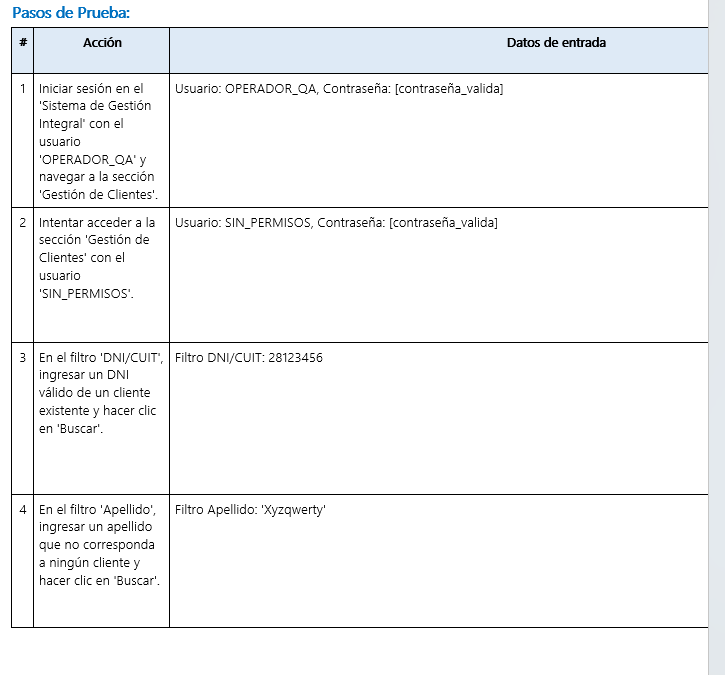 Pasos de Prueba:
# Acción Datos de entrada
1 Iniciar sesión en el Usuario: OPERADOR_QA, Contraseña: [contraseña_valida]
'Sistema de Gestión
Integral' con el
usuario
'OPERADOR_QA' y
navegar a la sección
'Gestión de Clientes'.
2 Intentar acceder a la Usuario: SIN_PERMISOS, Contraseña: [contraseña_valida]
sección 'Gestión de
Clientes' con el
usuario
'SIN_PERMISOS'.
3 En el filtro 'DNI/CUIT', Filtro DNI/CUIT: 28123456
ingresar un DNI
válido de un cliente
existente y hacer clic
en 'Buscar'.
4 En el filtro 'Apellido', Filtro Apellido: 'Xyzqwerty'
ingresar un apellido
que no corresponda
a ningún cliente y
hacer clic en 'Buscar'.